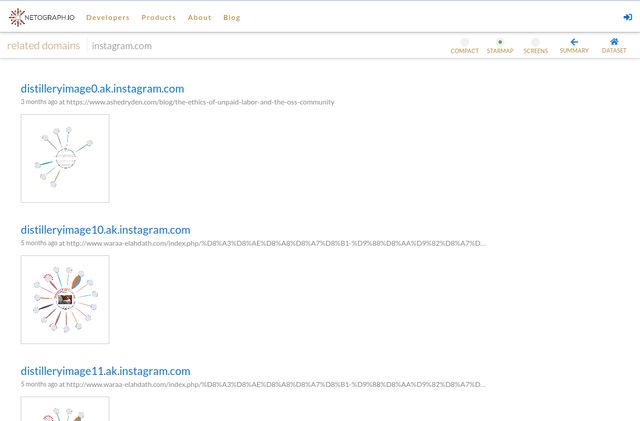 NETOGRAPH.IO Developers Products About Blog
related domains instagram.com COMPACT STARMAP SCREENS SUMMARY DATASET
distilleryimage0.ak.instagram.com
3 months ago at https://www.ashedryden.com/blog/the-ethics-of-unpaid-labor-and-the-oss-community
distilleryimage10.ak.instagram.com
5 months ago at http://www.waraa-elahdath.com/index.php/%D8%A3%D8%AE%D8%A8%D8%A7%D8%B1-%D9%88%D8%AA%D9%82%D8%A7%D...
distilleryimage11.ak.instagram.com
5 months ago at http://www.waraa-elahdath.com/index.php/%D8%A3%D8%AE%D8%A8%D8%A7%D8%B1-%D9%88%D8%AA%D9%82%D8%A7%D...